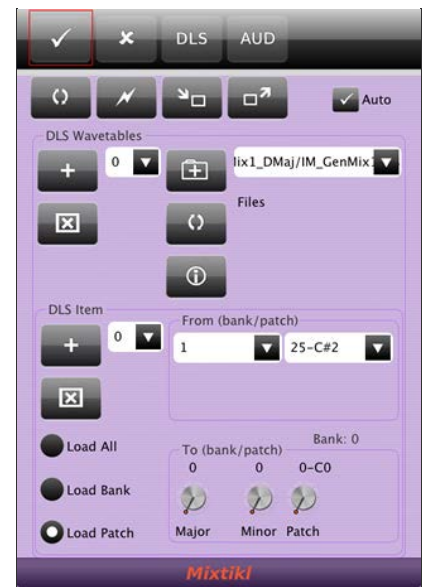 DLS AUD
Auto
DLS Wavetables
0 lix1_DMaj/IM_GenMix1
Files
DLS Item
0 From (bank/patch)
1 25-C#2
Load All
Bank: 0
To (bank/patch)
0 0 0-C0
Load Bank
Major Minor Patch
Load Patch
Mixtikl